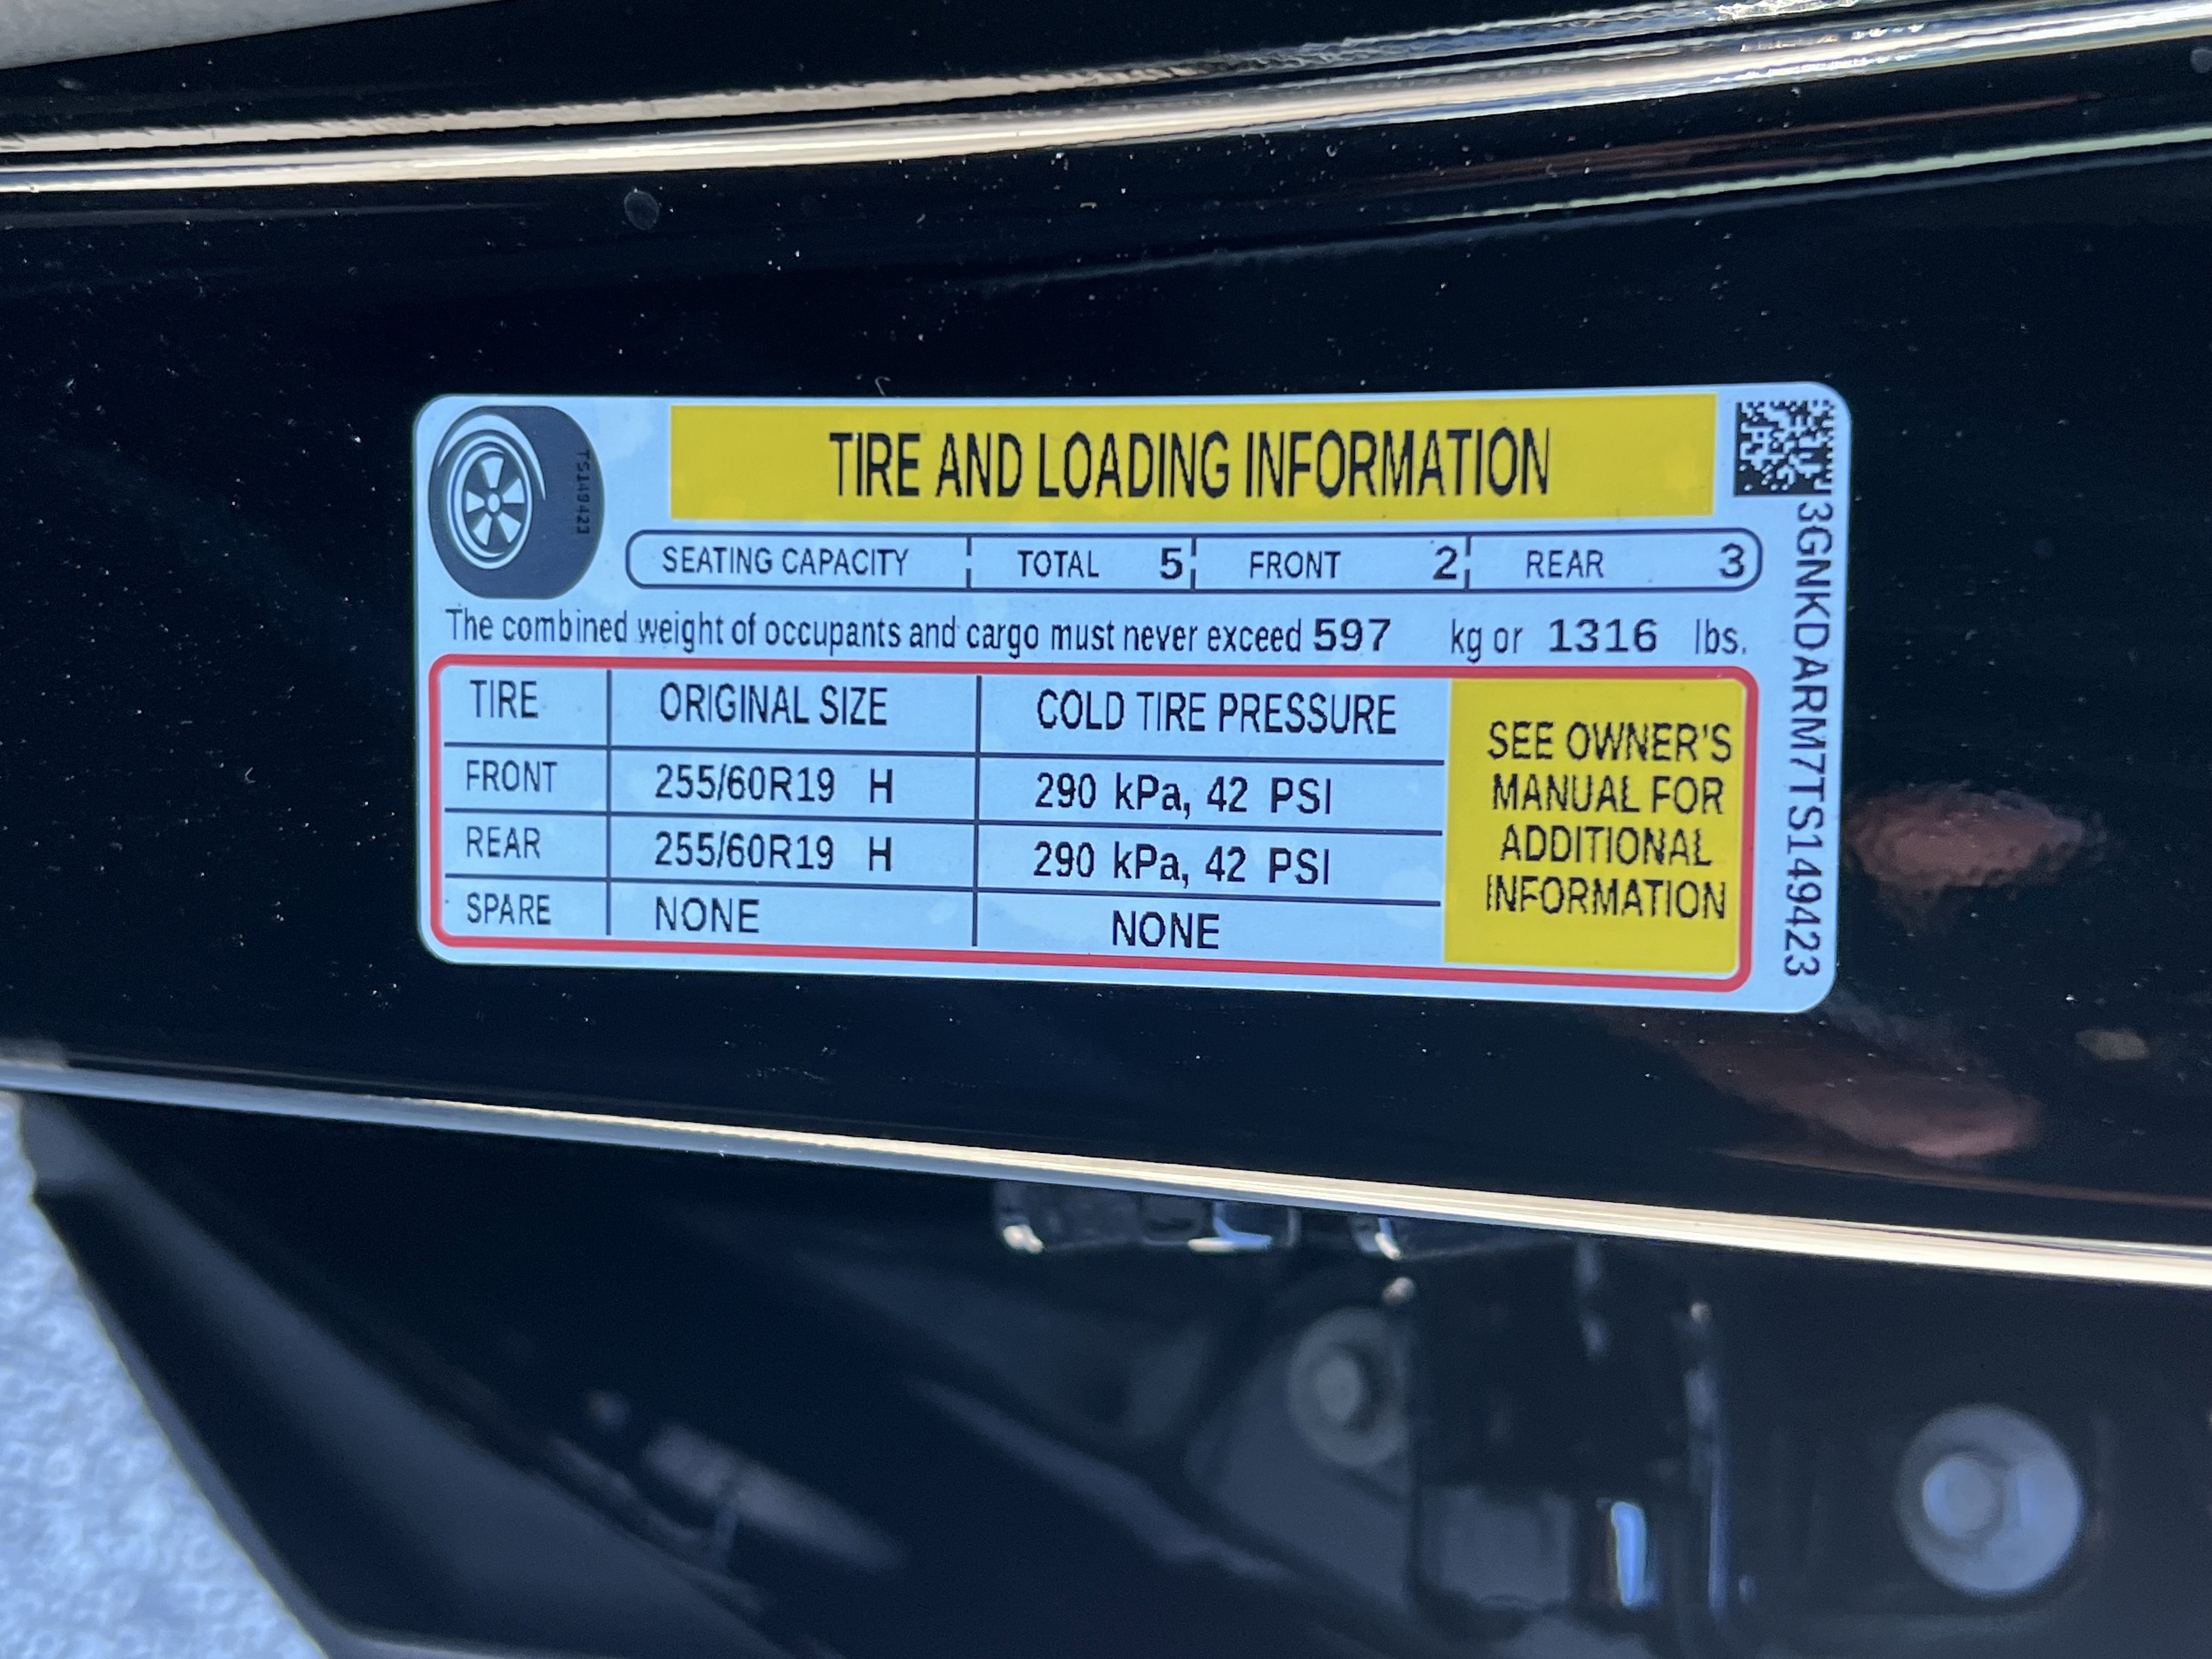 TIRE AND LOADING INFORMATION
TS149423
SEATING CAPACITY TOTAL 5 FRONT 2 REAR 3
The combined weight of occupants and cargo must never exceed 597 kg or 1316 lbs.
TIRE ORIGINAL SIZE COLD TIRE PRESSURE
FRONT 255/60R19 H 290 kPa, 42 PSI
REAR 255/60R19 H 290 kPa, 42 PSI
SPARE NONE NONE
SEE OWNER'S
MANUAL FOR
ADDITIONAL
INFORMATION
3GNKDARM7TS149423